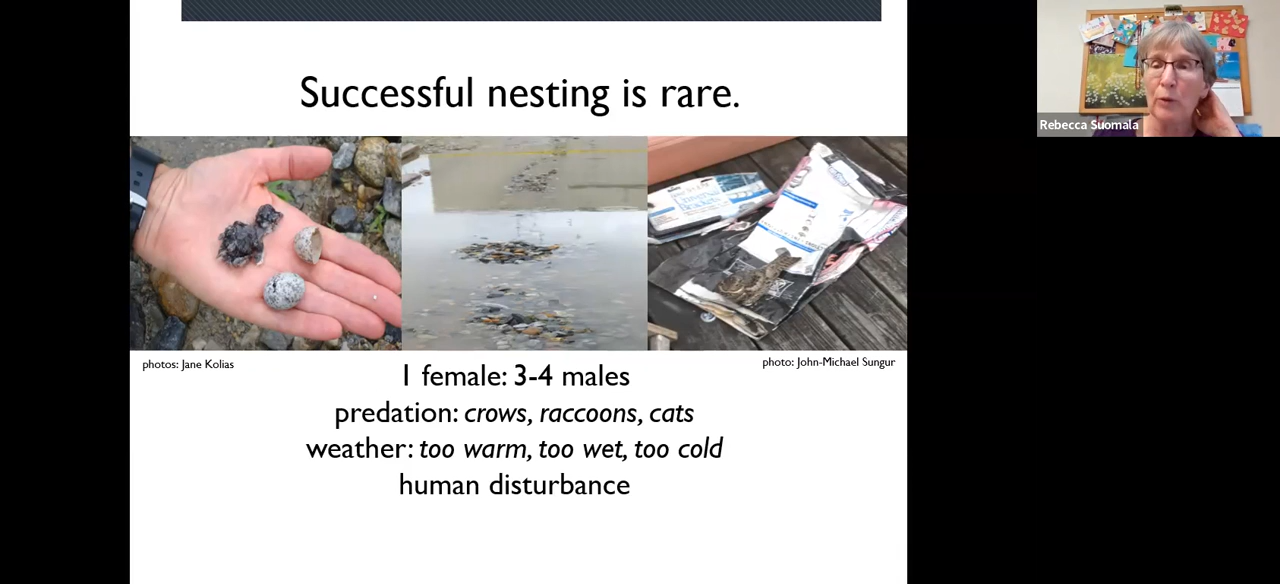 Successful nesting is rare.
Rebecca Suomala
photos: Jane Kolias
photo: John-Michael Sungur
1 female: 3-4 males
predation: crows, raccoons, cats
weather: too warm, too wet, too cold
human disturbance